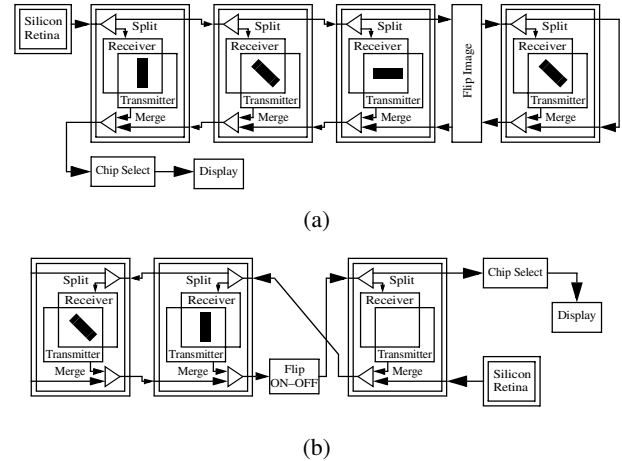 Silicon
Retina
Split
Receiver
Transmitter
Merge
Split
Receiver
Transmitter
Merge
Split
Receiver
Transmitter
Merge
Flip Image
Split
Receiver
Transmitter
Merge
Chip Select
Display
(a)
Split
Receiver
Transmitter
Merge
Split
Receiver
Transmitter
Merge
Flip
ON–OFF
Split
Receiver
Transmitter
Merge
Chip Select
Display
Silicon
Retina
(b)